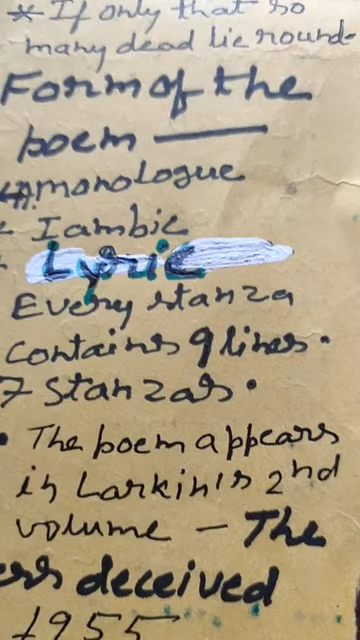 * If only that so
many dead lie round
Form of the
poem —
monologue
Iambic
Lyric
Every stanza
contains 9 lines.
7 Stanzas.
• The poem appears
in Larkin's 2nd
volume – The
ess deceived
1955